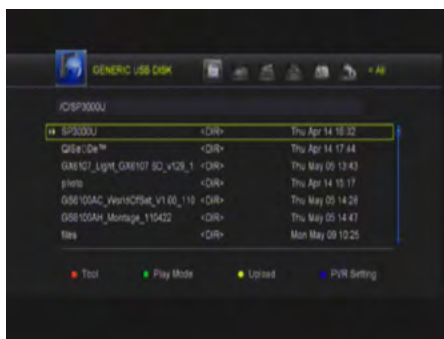 GENERIC USB DISK
All
/C/SP3000U
SP3000U <DIR> Thu Apr 14 16:32
<DIR> Thu Apr 14 17:44
<DIR> Thu May 05 13:43
photo <DIR> Thu Apr 14 15:17
<DIR> Thu May 05 14:26
GS8100AH_Montage_110422 <DIR> Thu May 05 14:47
files <DIR> Mon May 09 10:25
Tool Play Mode Upload PVR Setting